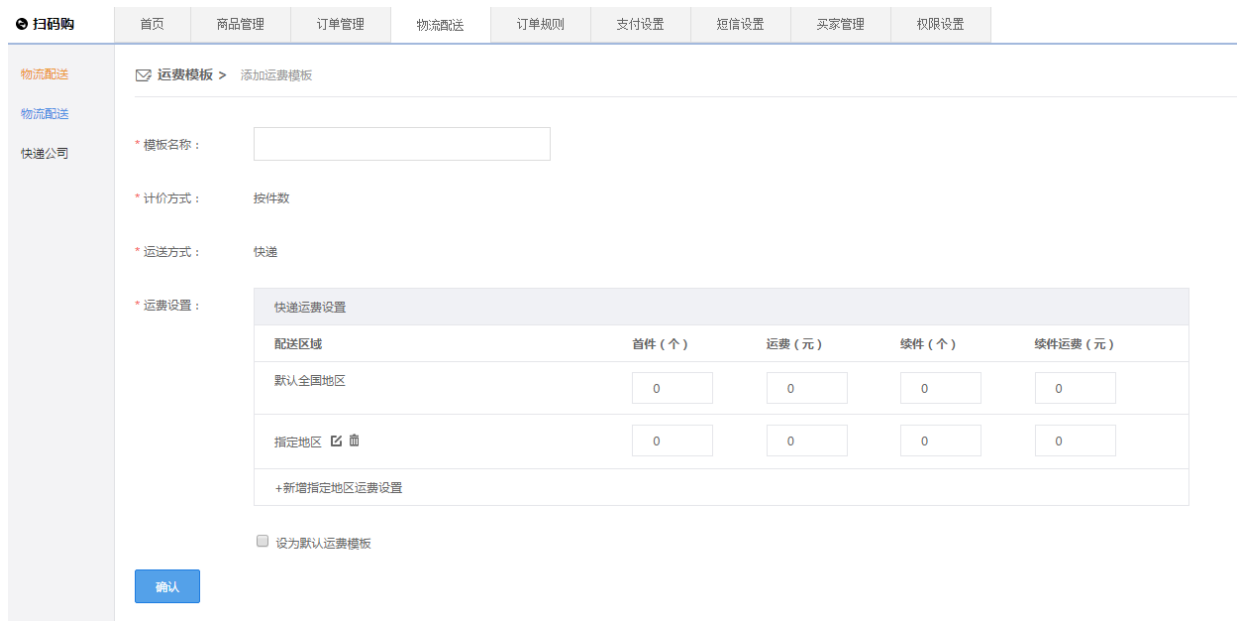 扫码购 首页 商品管理 订单管理 物流配送 订单规则 支付设置 短信设置 买家管理 权限设置
物流配送
物流配送
快递公司
运费模板 > 添加运费模板
* 模板名称：
* 计价方式： 按件数
* 运送方式： 快递
* 运费设置： 快递运费设置
配送区域 首件（个） 运费（元） 续件（个） 续件运费（元）
默认全国地区 0 0 0 0
指定地区 0 0 0 0
+新增指定地区运费设置
设为默认运费模板
确认